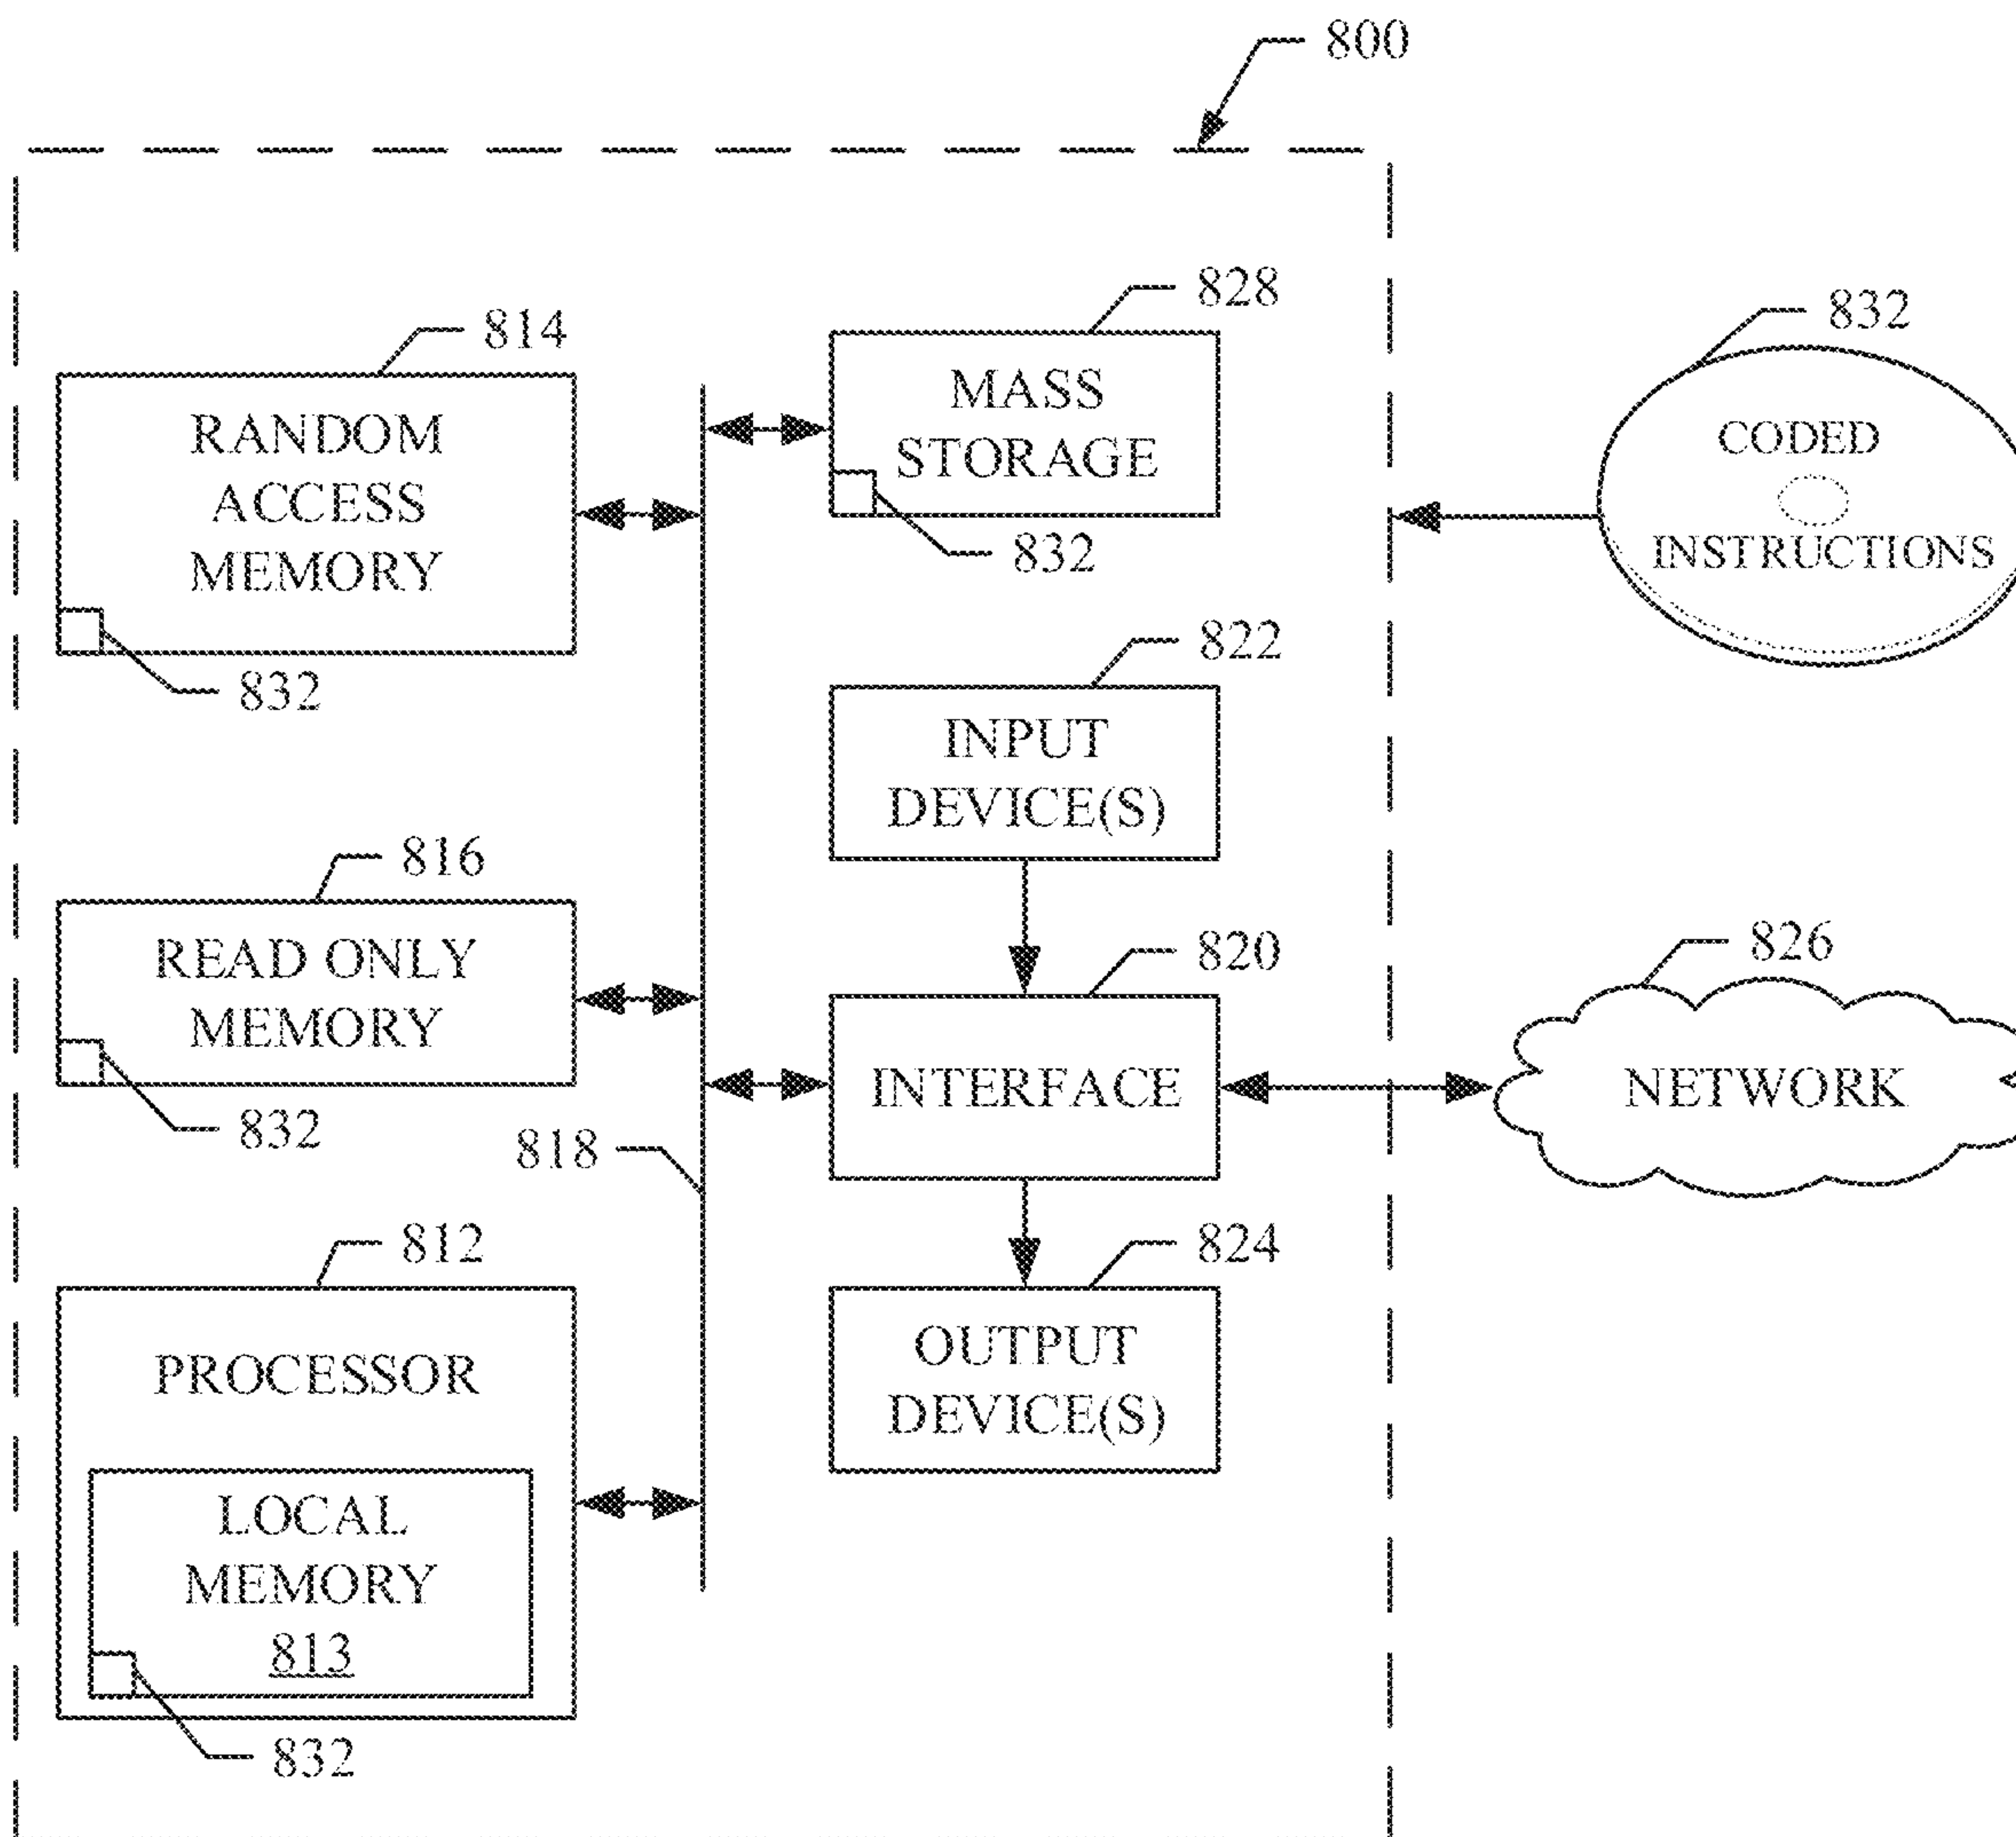 800
814
RANDOM
ACCESS
MEMORY
832
828
MASS
STORAGE
832
832
CODED
INSTRUCTIONS
822
INPUT
DEVICE(S)
816
READ ONLY
MEMORY
832
820
INTERFACE
826
NETWORK
818
812
PROCESSOR
LOCAL
MEMORY
813
832
824
OUTPUT
DEVICE(S)